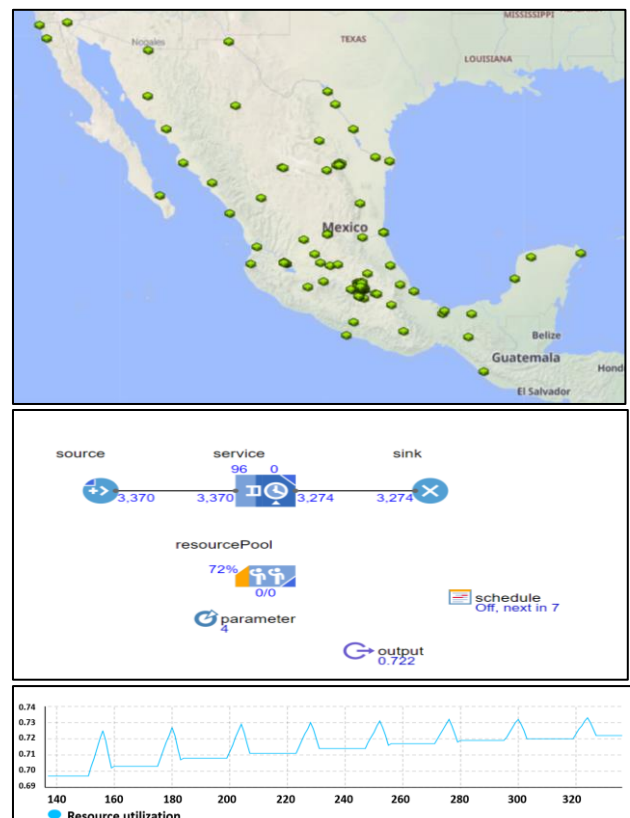 MISSISSIPPI
TEXAS
Nogales
LOUISIANA
Mexico
Belize
Guatemala
Hond
El Salvador
source service sink
96 0
3,370 3,370 3,274 3,274
resourcePool
72%
0/0
schedule
Off, next in 7
parameter
4
output
0.722
0.74
0.73
0.72
0.71
0.70
0.69
140 160 180 200 220 240 260 280 300 320
Resource utilization